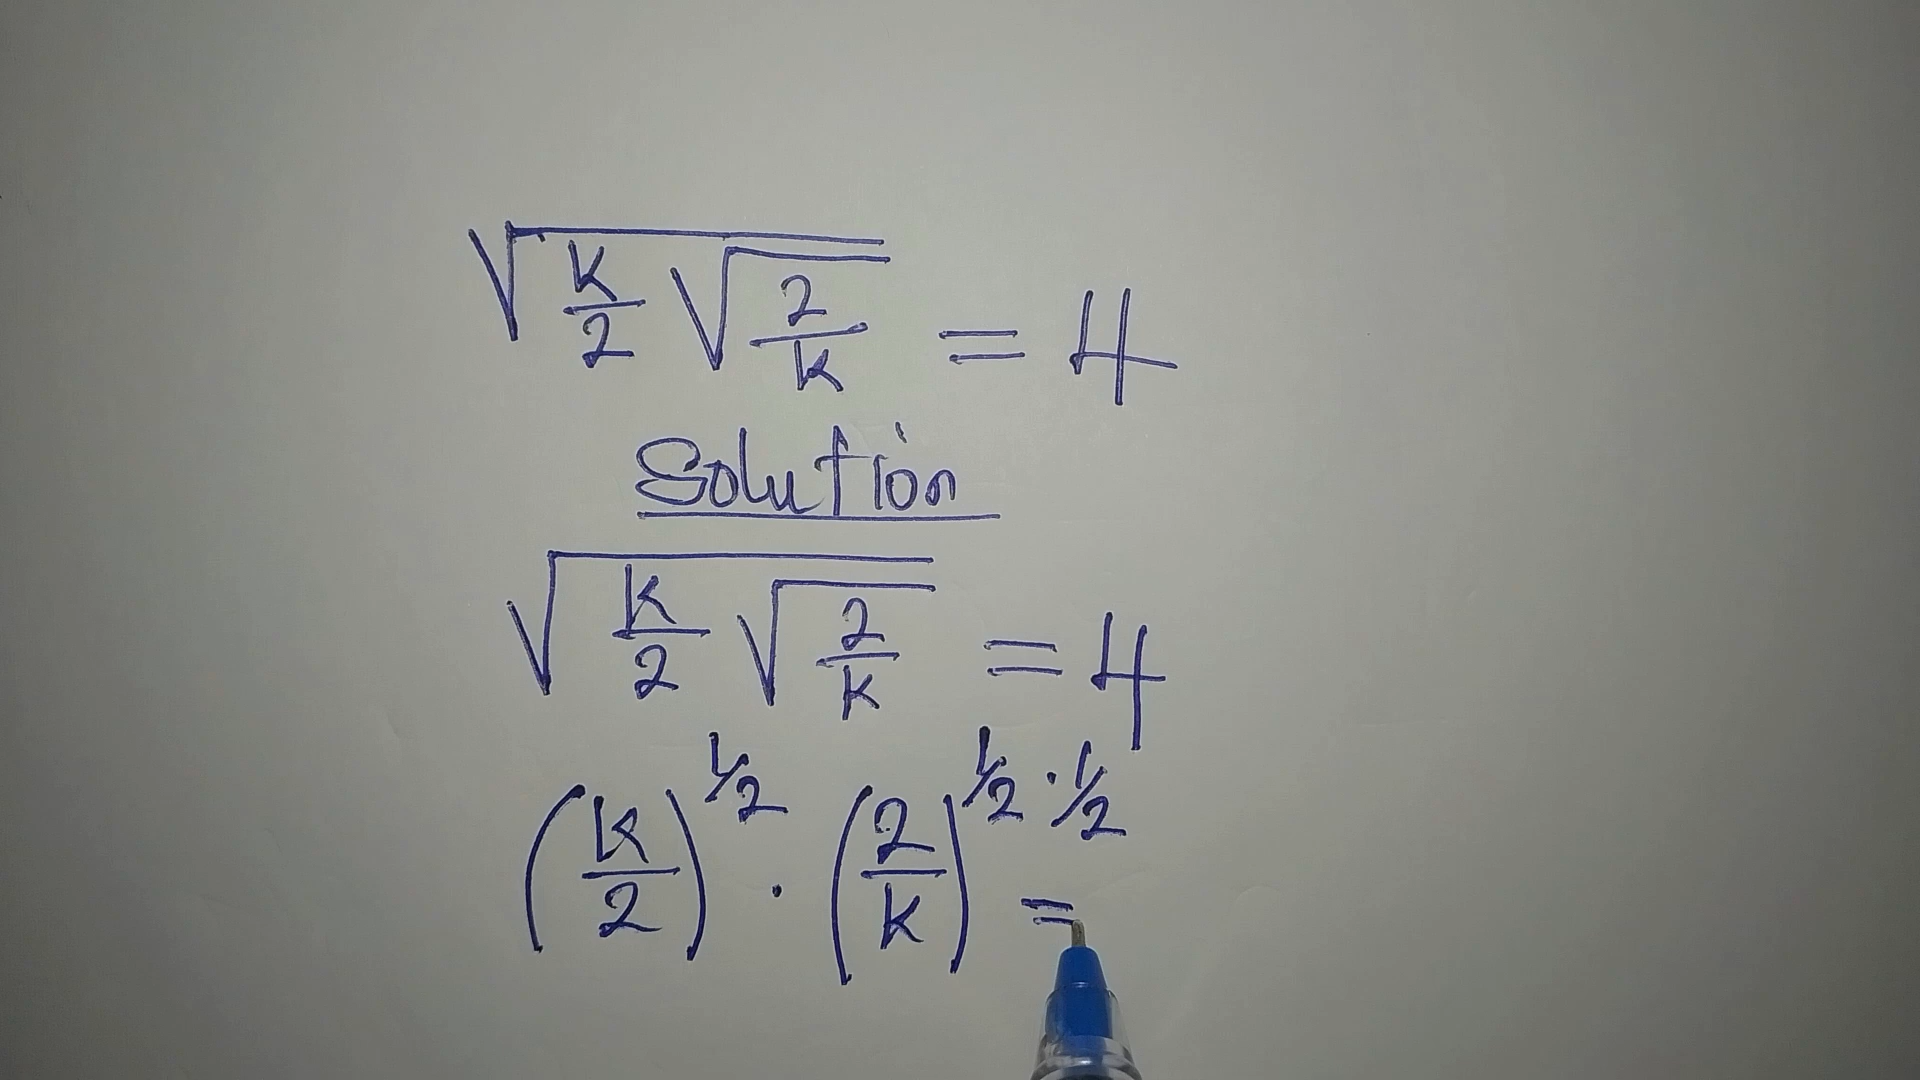 √(K/2 √(2/K)) = 4
Solution
√(K/2 √(2/K)) = 4
(K/2)^1/2 · (2/K)^1/2 · 1/2 =